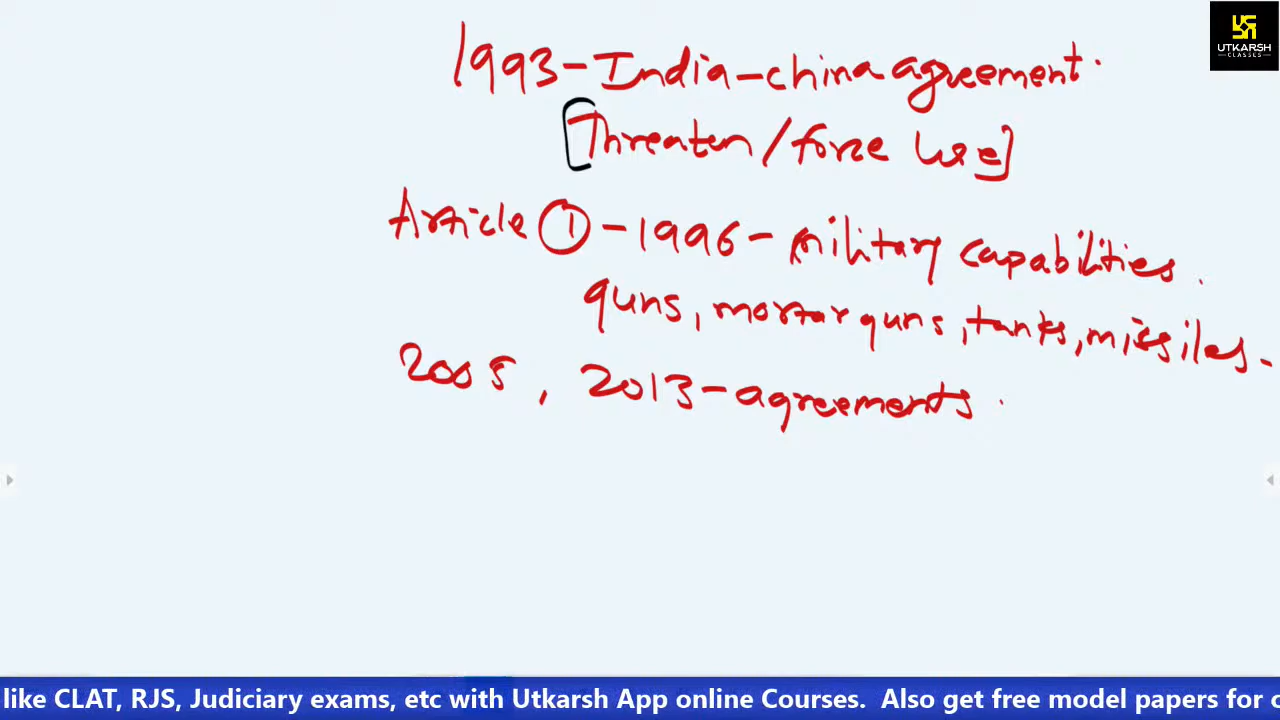 UTKARSH
CLASSES
1993-India-china agreement.
[Threaten/force use]
Article ① - 1996 - military capabilities.
guns, mortar guns, tanks, missiles.
2005, 2013-agreements.
like CLAT, RJS, Judiciary exams, etc with Utkarsh App online Courses. Also get free model papers for